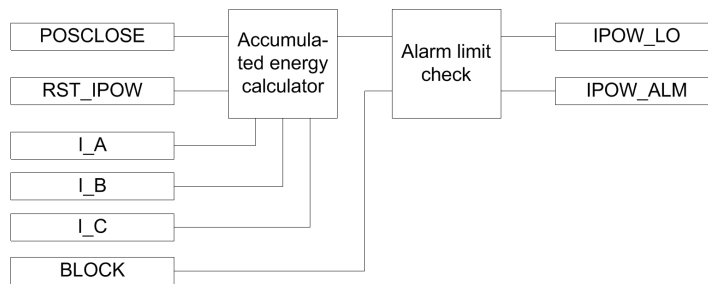 POSCLOSE
RST_IPOW
I_A
I_B
I_C
BLOCK
Accumula-
ted energy
calculator
Alarm limit
check
IPOW_LO
IPOW_ALM